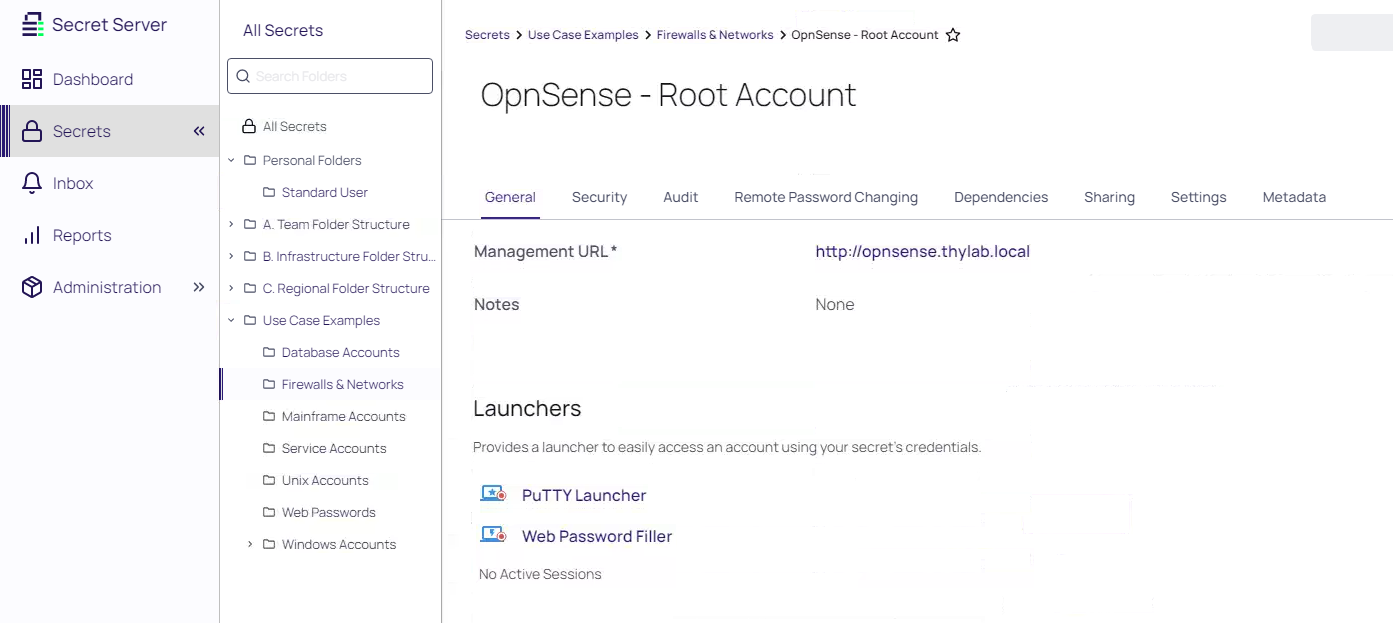 Secret Server
Dashboard
Secrets
Inbox
Reports
Administration
All Secrets
Search Folders
All Secrets
Personal Folders
Standard User
A. Team Folder Structure
B. Infrastructure Folder Stru...
C. Regional Folder Structure
Use Case Examples
Database Accounts
Firewalls & Networks
Mainframe Accounts
Service Accounts
Unix Accounts
Web Passwords
Windows Accounts
Secrets > Use Case Examples > Firewalls & Networks > OpnSense - Root Account
OpnSense - Root Account
General Security Audit Remote Password Changing Dependencies Sharing Settings Metadata
Management URL * http://opnsense.thylab.local
Notes None
Launchers
Provides a launcher to easily access an account using your secret's credentials.
PuTTY Launcher
Web Password Filler
No Active Sessions